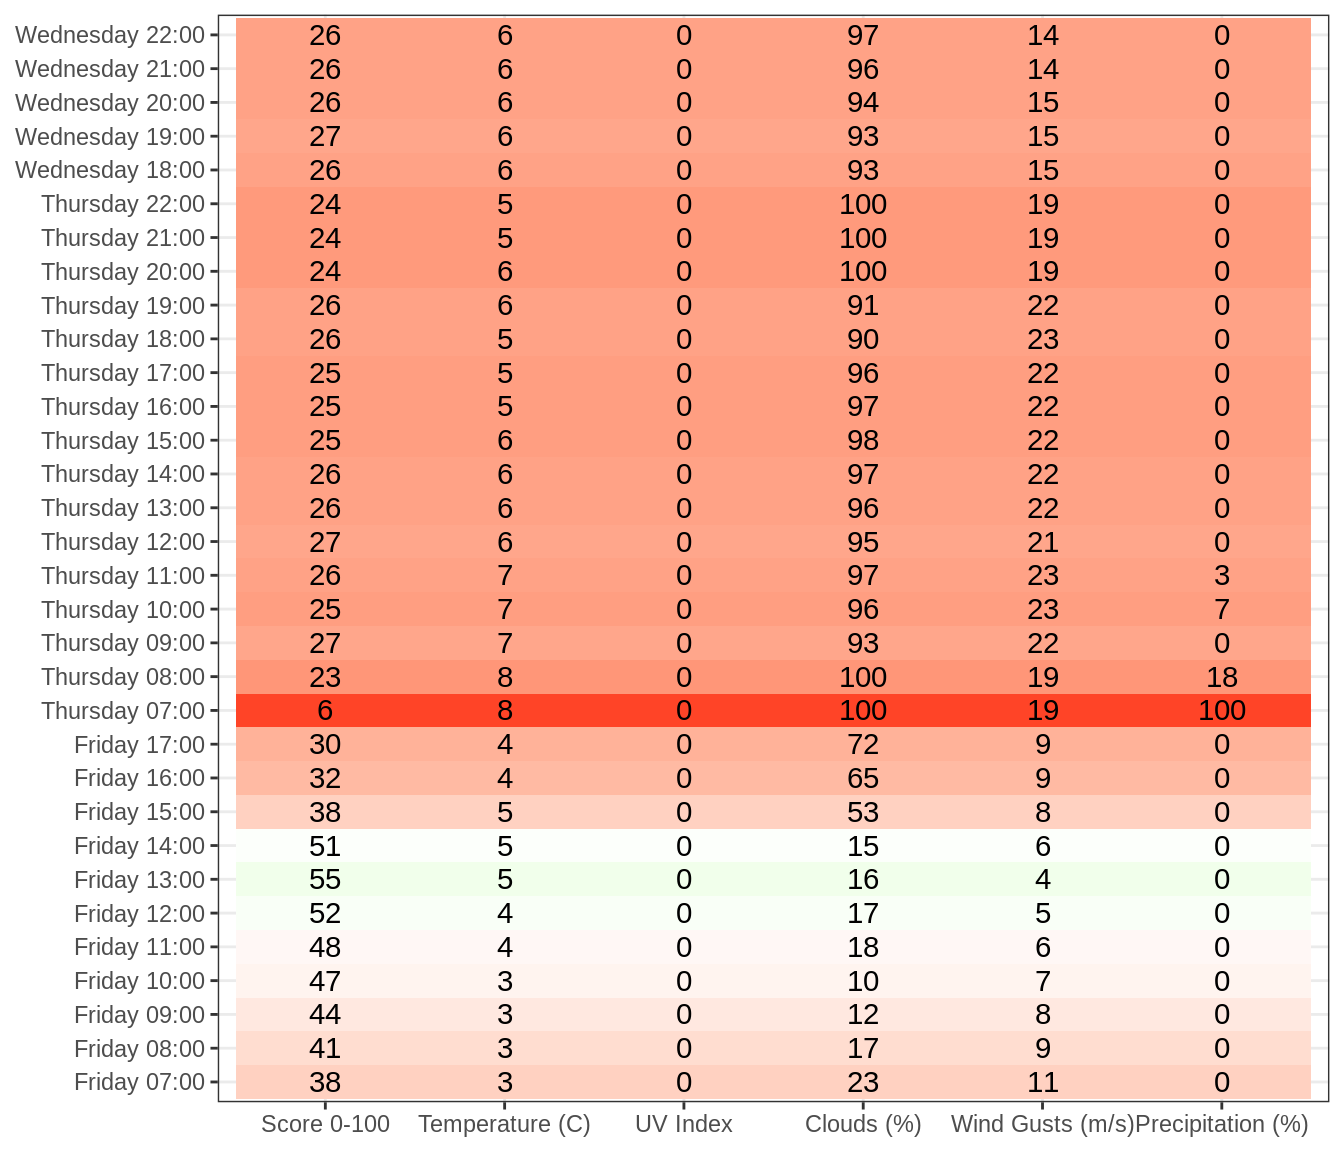 Wednesday 22:00 26 6 0 97 14 0
Wednesday 21:00 26 6 0 96 14 0
Wednesday 20:00 26 6 0 94 15 0
Wednesday 19:00 27 6 0 93 15 0
Wednesday 18:00 26 6 0 93 15 0
Thursday 22:00 24 5 0 100 19 0
Thursday 21:00 24 5 0 100 19 0
Thursday 20:00 24 6 0 100 19 0
Thursday 19:00 26 6 0 91 22 0
Thursday 18:00 26 5 0 90 23 0
Thursday 17:00 25 5 0 96 22 0
Thursday 16:00 25 5 0 97 22 0
Thursday 15:00 25 6 0 98 22 0
Thursday 14:00 26 6 0 97 22 0
Thursday 13:00 26 6 0 96 22 0
Thursday 12:00 27 6 0 95 21 0
Thursday 11:00 26 7 0 97 23 3
Thursday 10:00 25 7 0 96 23 7
Thursday 09:00 27 7 0 93 22 0
Thursday 08:00 23 8 0 100 19 18
Thursday 07:00 6 8 0 100 19 100
Friday 17:00 30 4 0 72 9 0
Friday 16:00 32 4 0 65 9 0
Friday 15:00 38 5 0 53 8 0
Friday 14:00 51 5 0 15 6 0
Friday 13:00 55 5 0 16 4 0
Friday 12:00 52 4 0 17 5 0
Friday 11:00 48 4 0 18 6 0
Friday 10:00 47 3 0 10 7 0
Friday 09:00 44 3 0 12 8 0
Friday 08:00 41 3 0 17 9 0
Friday 07:00 38 3 0 23 11 0
Score 0-100 Temperature (C) UV Index Clouds (%) Wind Gusts (m/s) Precipitation (%)